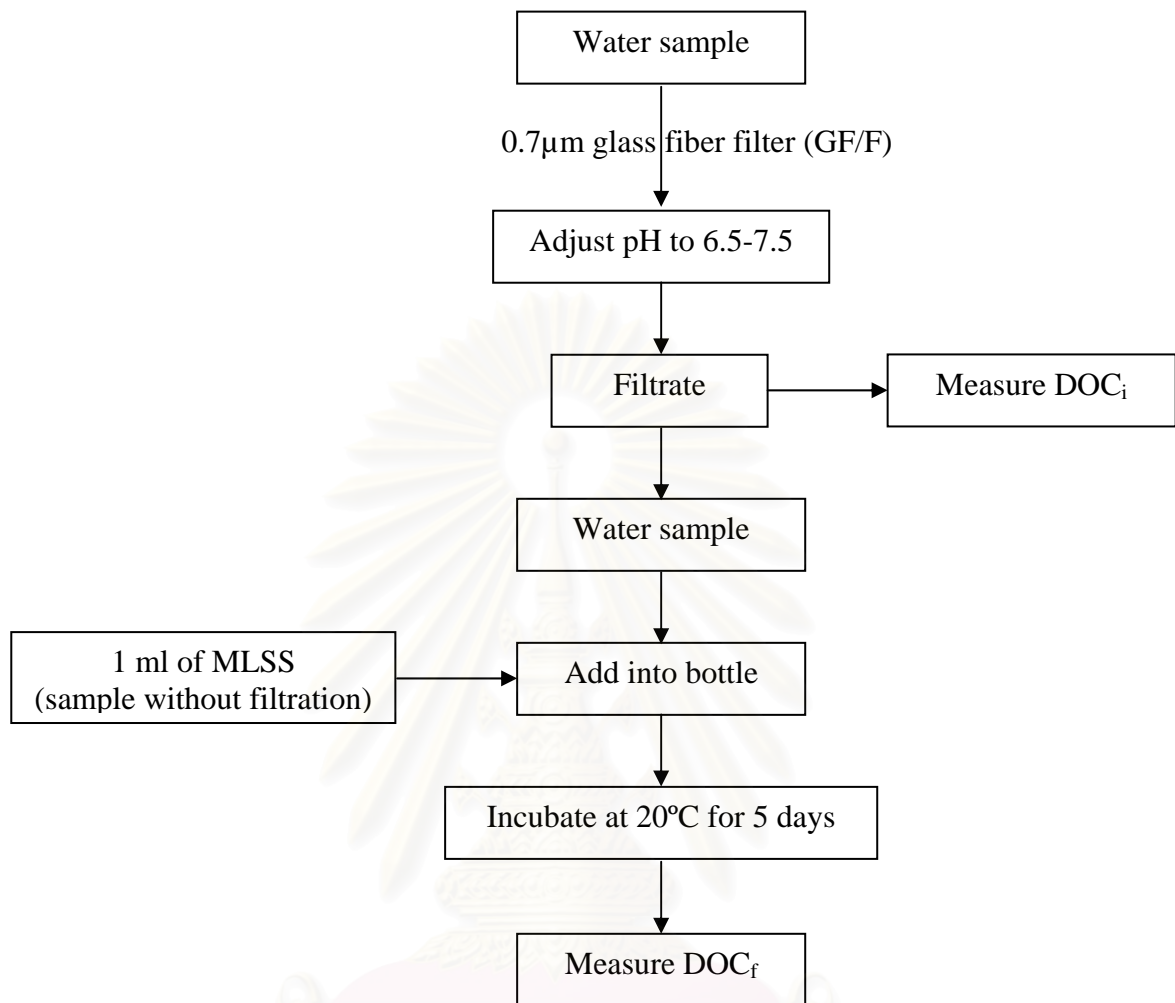 Water sample
0.7µm glass fiber filter (GF/F)
Adjust pH to 6.5-7.5
Filtrate
Measure DOCi
Water sample
1 ml of MLSS
(sample without filtration)
Add into bottle
Incubate at 20ºC for 5 days
Measure DOCf